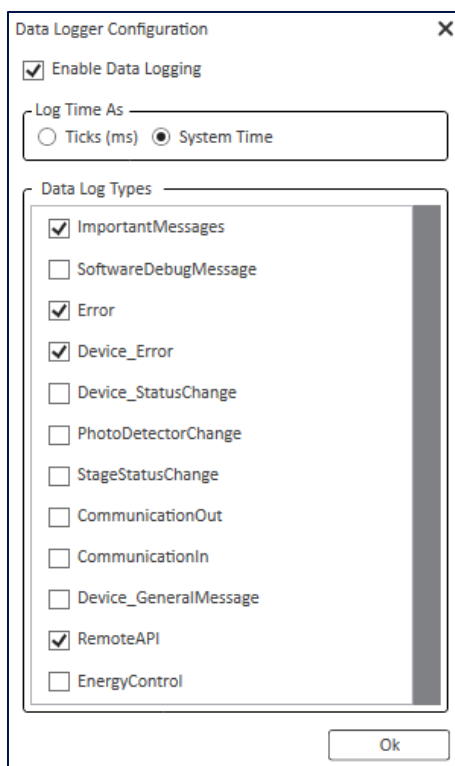 Data Logger Configuration
Enable Data Logging
Log Time As
Ticks (ms) System Time
Data Log Types
ImportantMessages
SoftwareDebugMessage
Error
Device_Error
Device_StatusChange
PhotoDetectorChange
StageStatusChange
CommunicationOut
CommunicationIn
Device_GeneralMessage
RemoteAPI
EnergyControl
Ok